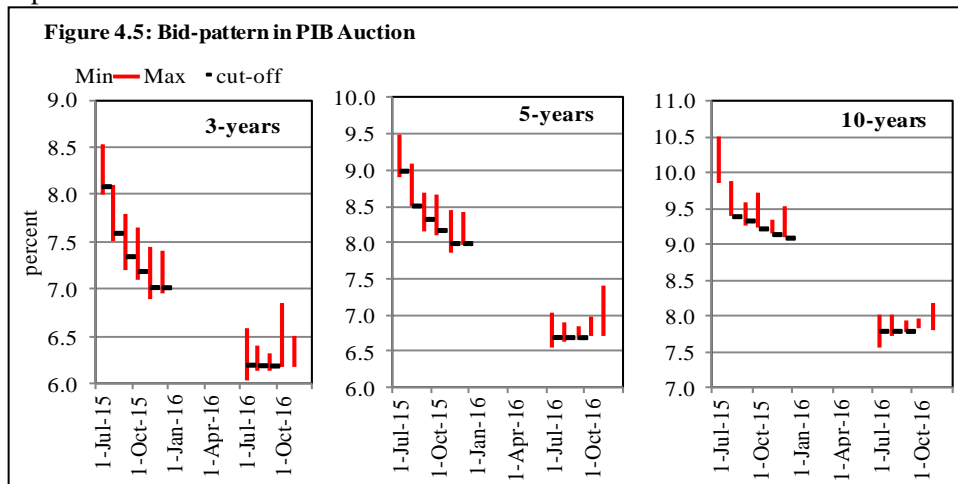 Figure 4.5: Bid-pattern in PIB Auction
Min Max cut-off
percent
3-years
9.0
8.5
8.0
7.5
7.0
6.5
6.0
1-Jul-15
1-Oct-15
1-Jan-16
1-Apr-16
1-Jul-16
1-Oct-16
5-years
10.0
9.5
9.0
8.5
8.0
7.5
7.0
6.5
6.0
1-Jul-15
1-Oct-15
1-Jan-16
1-Apr-16
1-Jul-16
1-Oct-16
10-years
11.0
10.5
10.0
9.5
9.0
8.5
8.0
7.5
7.0
1-Jul-15
1-Oct-15
1-Jan-16
1-Apr-16
1-Jul-16
1-Oct-16